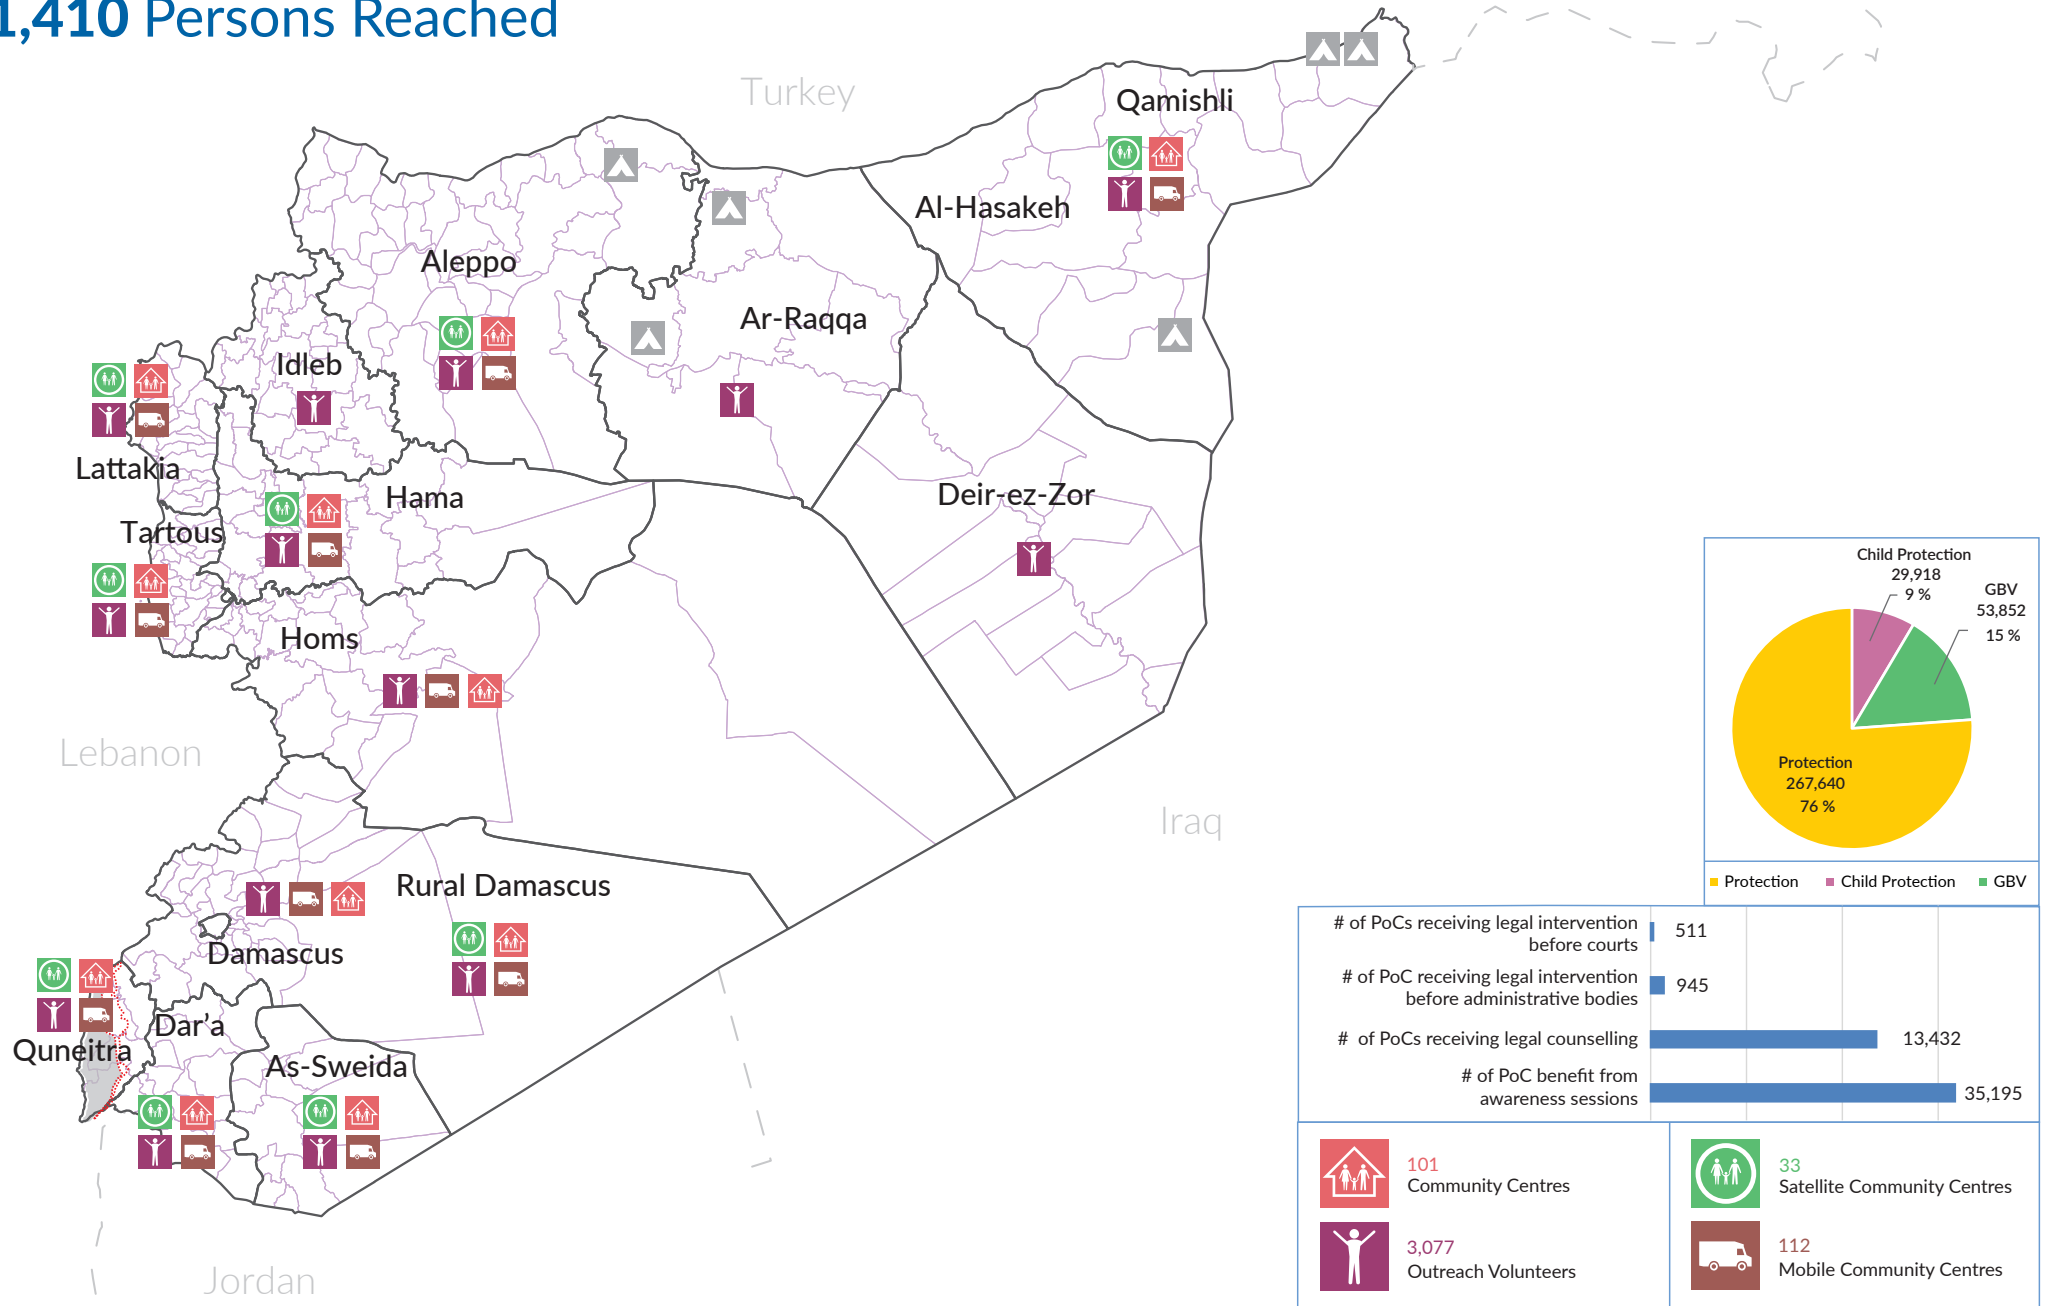 1,410 Persons Reached
Turkey
Qamishli
Al-Hasakeh
Aleppo
Ar-Raqqa
Idleb
Lattakia
Hama
Deir-ez-Zor
Tartous
Homs
Lebanon
Iraq
Rural Damascus
Damascus
Dar’a
Quneitra
As-Sweida
Jordan
Child Protection
29,918
9 %
GBV
53,852
15 %
Protection
267,640
76 %
Protection
Child Protection
GBV
# of PoCs receiving legal intervention
before courts
511
# of PoC receiving legal intervention
before administrative bodies
945
# of PoCs receiving legal counselling
13,432
# of PoC benefit from
awareness sessions
35,195
101
Community Centres
33
Satellite Community Centres
3,077
Outreach Volunteers
112
Mobile Community Centres